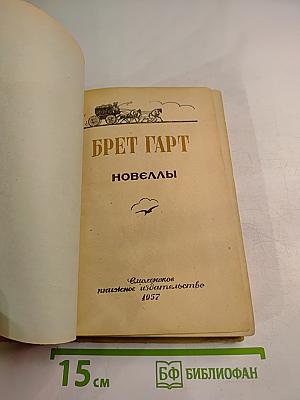 БРЕТ ГАРТ
НОВЕЛЛЫ
Смоленское
книжное издательство
1957
15 см
БФ БИБЛИОФАН